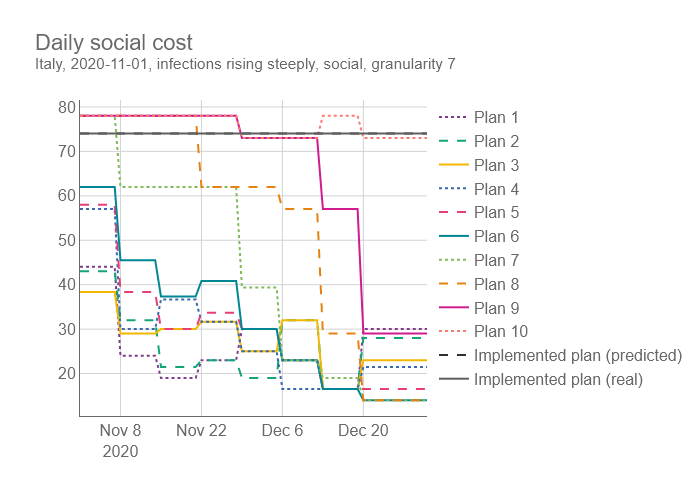 Daily social cost
Italy, 2020-11-01, infections rising steeply, social, granularity 7
80
70
60
50
40
30
20
Nov 8
2020
Nov 22
Dec 6
Dec 20
Plan 1
Plan 2
Plan 3
Plan 4
Plan 5
Plan 6
Plan 7
Plan 8
Plan 9
Plan 10
Implemented plan (predicted)
Implemented plan (real)